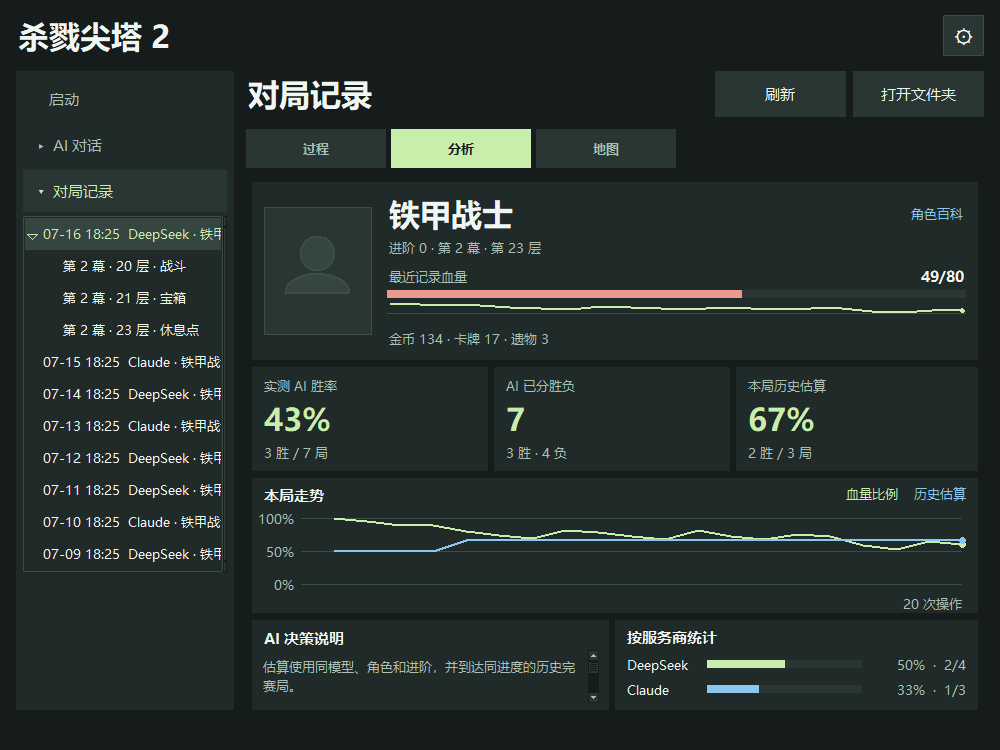 杀戮尖塔 2
启动
AI 对话
对局记录
07-16 18:25 DeepSeek · 铁甲
第 2 幕 · 20 层 · 战斗
第 2 幕 · 21 层 · 宝箱
第 2 幕 · 23 层 · 休息点
07-15 18:25 Claude · 铁甲战
07-14 18:25 DeepSeek · 铁甲
07-13 18:25 Claude · 铁甲战
07-12 18:25 DeepSeek · 铁甲
07-11 18:25 DeepSeek · 铁甲
07-10 18:25 Claude · 铁甲战
07-09 18:25 DeepSeek · 铁甲
对局记录
刷新
打开文件夹
过程
分析
地图
铁甲战士
角色百科
进阶 0 · 第 2 幕 · 第 23 层
最近记录血量
49/80
金币 134 · 卡牌 17 · 遗物 3
实测 AI 胜率
43%
3 胜 / 7 局
AI 已分胜负
7
3 胜 · 4 负
本局历史估算
67%
2 胜 / 3 局
本局走势
血量比例
历史估算
100%
50%
0%
20 次操作
AI 决策说明
估算使用同模型、角色和进阶，并到达同进度的历史完
赛局。
按服务商统计
DeepSeek
50% · 2/4
Claude
33% · 1/3